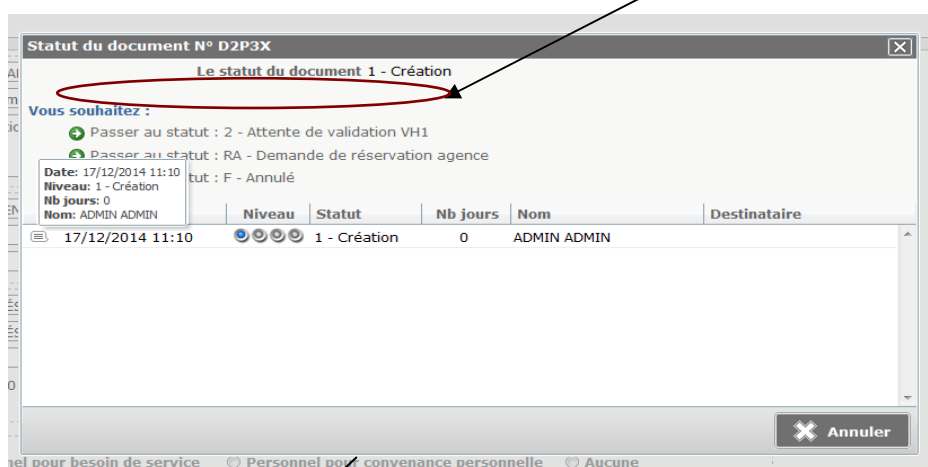 Statut du document N° D2P3X
Le statut du document 1 - Création
Vous souhaitez :
Passer au statut : 2 - Attente de validation VH1
Passer au statut : RA - Demande de réservation agence
tut : F - Annulé
Date: 17/12/2014 11:10
Niveau: 1 - Création
Nb jours: 0
Nom: ADMIN ADMIN
Niveau Statut Nb jours Nom Destinataire
17/12/2014 11:10 1 - Création 0 ADMIN ADMIN
Annuler
nel pour besoin de service Personnel pour convenance personnelle Aucune